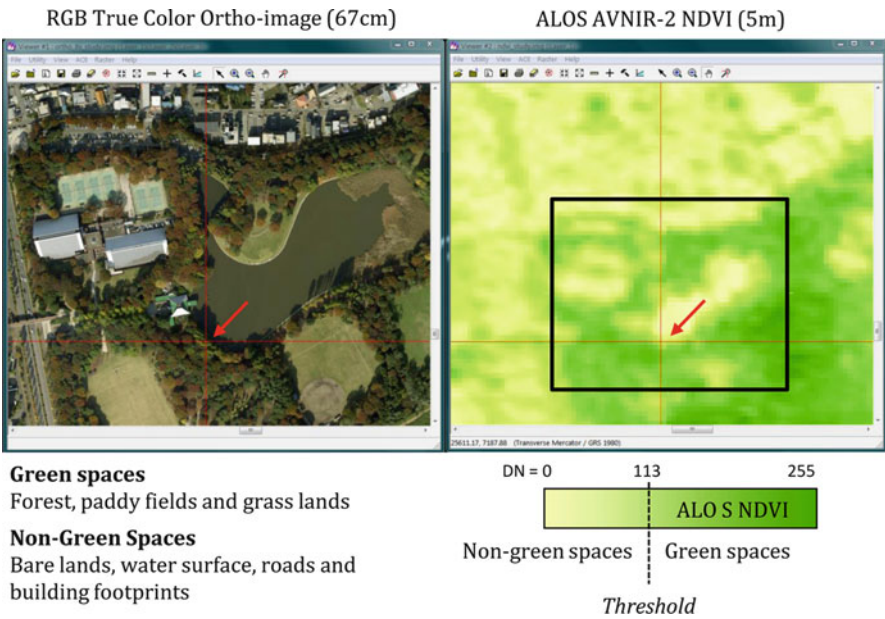 RGB True Color Ortho-image (67cm)
ALOS AVNIR-2 NDVI (5m)
File Utility View AOI Raster Help
File Utility View AOI Raster Help
25611.17, 7187.88 (Transverse Mercator / GRS 1980)
Green spaces
Forest, paddy fields and grass lands
Non-Green Spaces
Bare lands, water surface, roads and
building footprints
DN = 0 113 255
ALO S NDVI
Non-green spaces Green spaces
Threshold